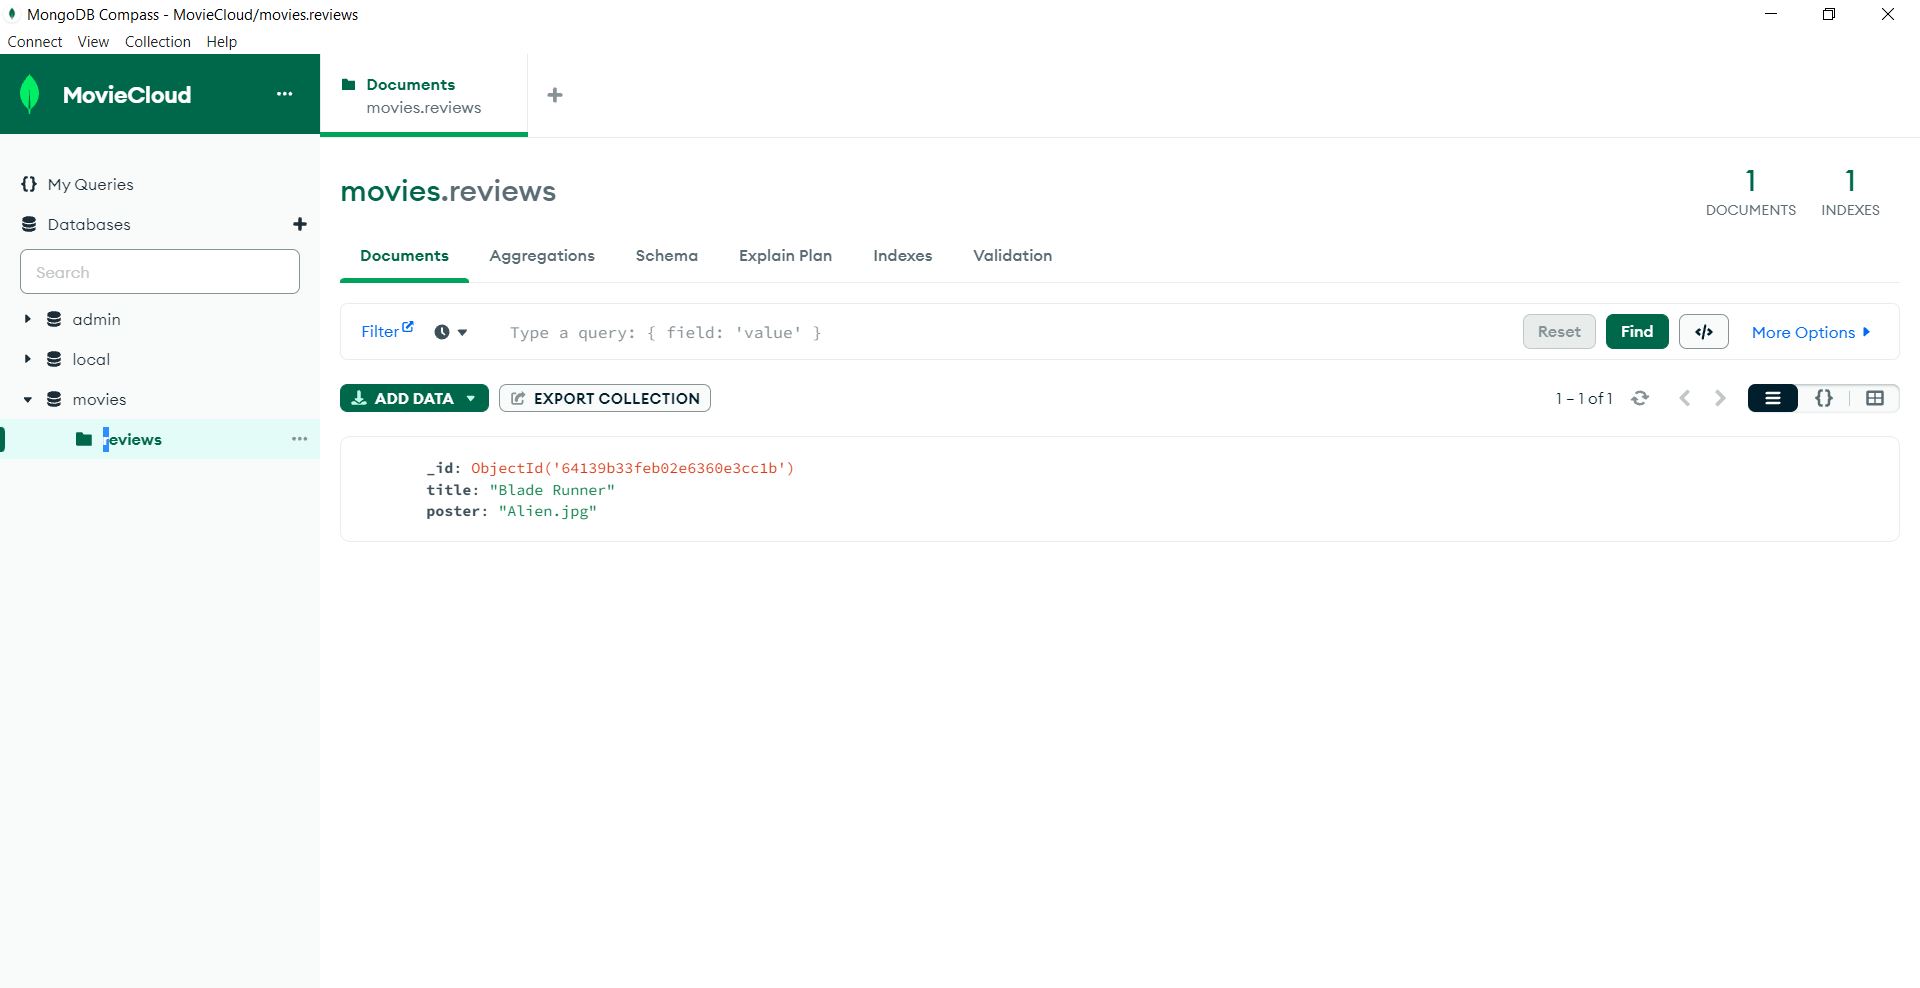 MongoDB Compass - MovieCloud/movies.reviews
Connect View Collection Help
MovieCloud
Documents
movies.reviews
My Queries
Databases
Search
admin
local
movies
reviews
movies.reviews
1
DOCUMENTS
1
INDEXES
Documents Aggregations Schema Explain Plan Indexes Validation
Filter Type a query: { field: 'value' } Reset Find </> More Options
ADD DATA EXPORT COLLECTION 1 – 1 of 1 {}
_id: ObjectId('64139b33feb02e6360e3cc1b')
title: "Blade Runner"
poster: "Alien.jpg"